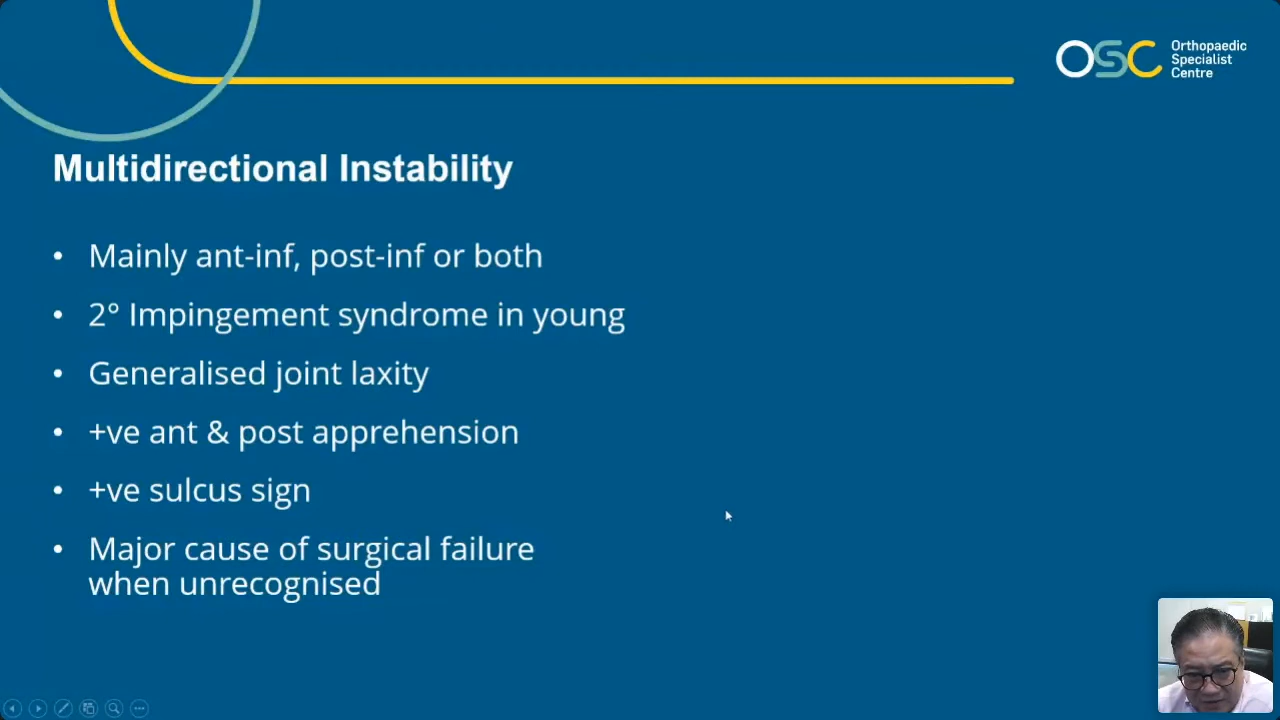 OSC Orthopaedic
Specialist
Centre
Multidirectional Instability
• Mainly ant-inf, post-inf or both
• 2° Impingement syndrome in young
• Generalised joint laxity
• +ve ant & post apprehension
• +ve sulcus sign
• Major cause of surgical failure
when unrecognised